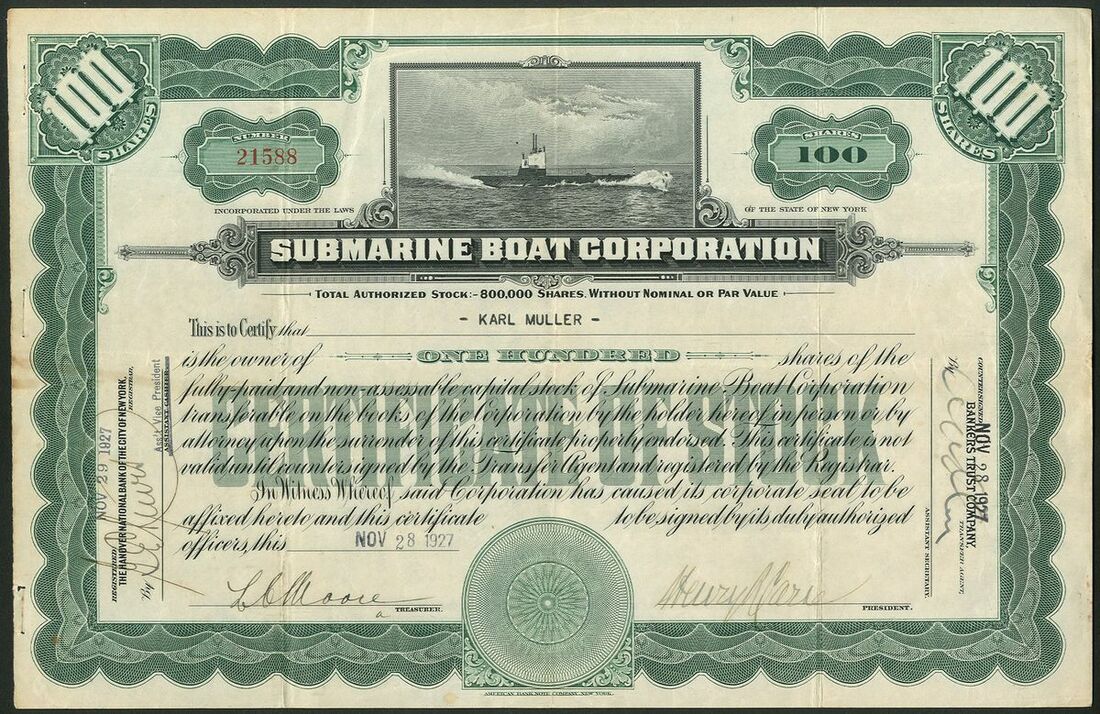 100 SHARES
100 SHARES
NUMBER
21588
SHARES
100
INCORPORATED UNDER THE LAWS
OF THE STATE OF NEW YORK
SUBMARINE BOAT CORPORATION
TOTAL AUTHORIZED STOCK:-800,000 SHARES. WITHOUT NOMINAL OR PAR VALUE
This is to Certify that - KARL MULLER -
is the owner of ONE HUNDRED shares of the
fully-paid and non-assessable capital stock of Submarine Boat Corporation
transferable on the books of the Corporation by the holder hereof in person or by
attorney upon the surrender of this certificate properly endorsed. This certificate is not
valid until countersigned by the Transfer Agent and registered by the Registrar.
CERTIFICATE OF STOCK
In Witness Whereof said Corporation has caused its corporate seal to be
affixed hereto and this certificate to be signed by its duly authorized
officers, this NOV 28 1927
TREASURER.
Henry R Carse
PRESIDENT.
REGISTERED:
NOV 29 1927
THE HANOVER NATIONAL BANK OF THE CITY OF NEW YORK,
REGISTRAR,
By
Ass't Vice President
ASSISTANT CASHIER.
COUNTERSIGNED
NOV 28 1927
BANKERS TRUST COMPANY,
TRANSFER AGENT,
By
ASSISTANT SECRETARY.
AMERICAN BANK NOTE COMPANY, NEW YORK.